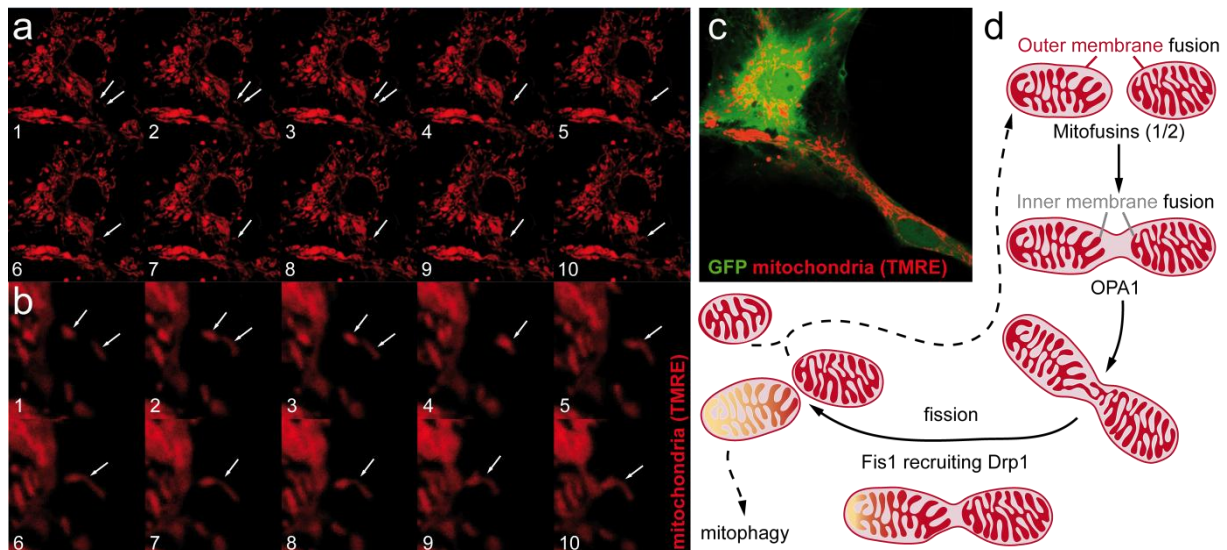 a
1 2 3 4 5
6 7 8 9 10
b
1 2 3 4 5
6 7 8 9 10
mitochondria (TMRE)
c
GFP mitochondria (TMRE)
d
Outer membrane fusion
Mitofusins (1/2)
Inner membrane fusion
OPA1
fission
Fis1 recruiting Drp1
mitophagy